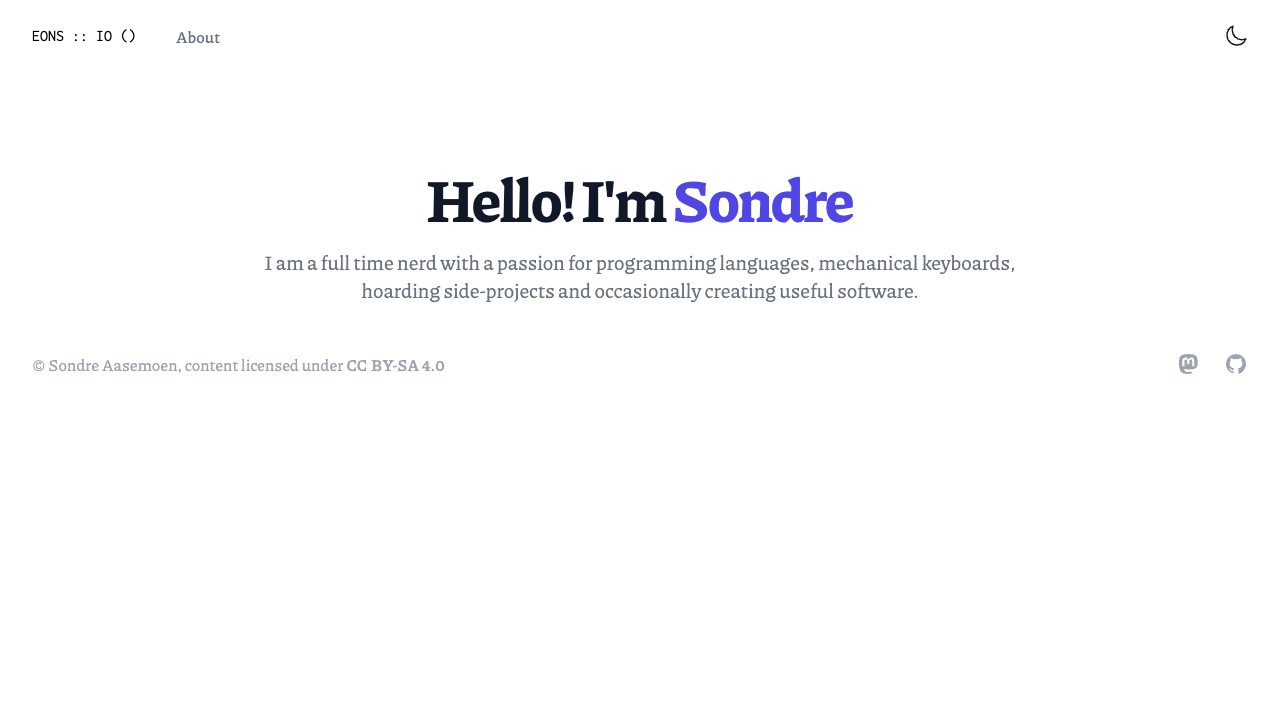 EONS :: IO ()
About
Hello! I'm Sondre
I am a full time nerd with a passion for programming languages, mechanical keyboards,
hoarding side-projects and occasionally creating useful software.
© Sondre Aasemoen, content licensed under CC BY-SA 4.0